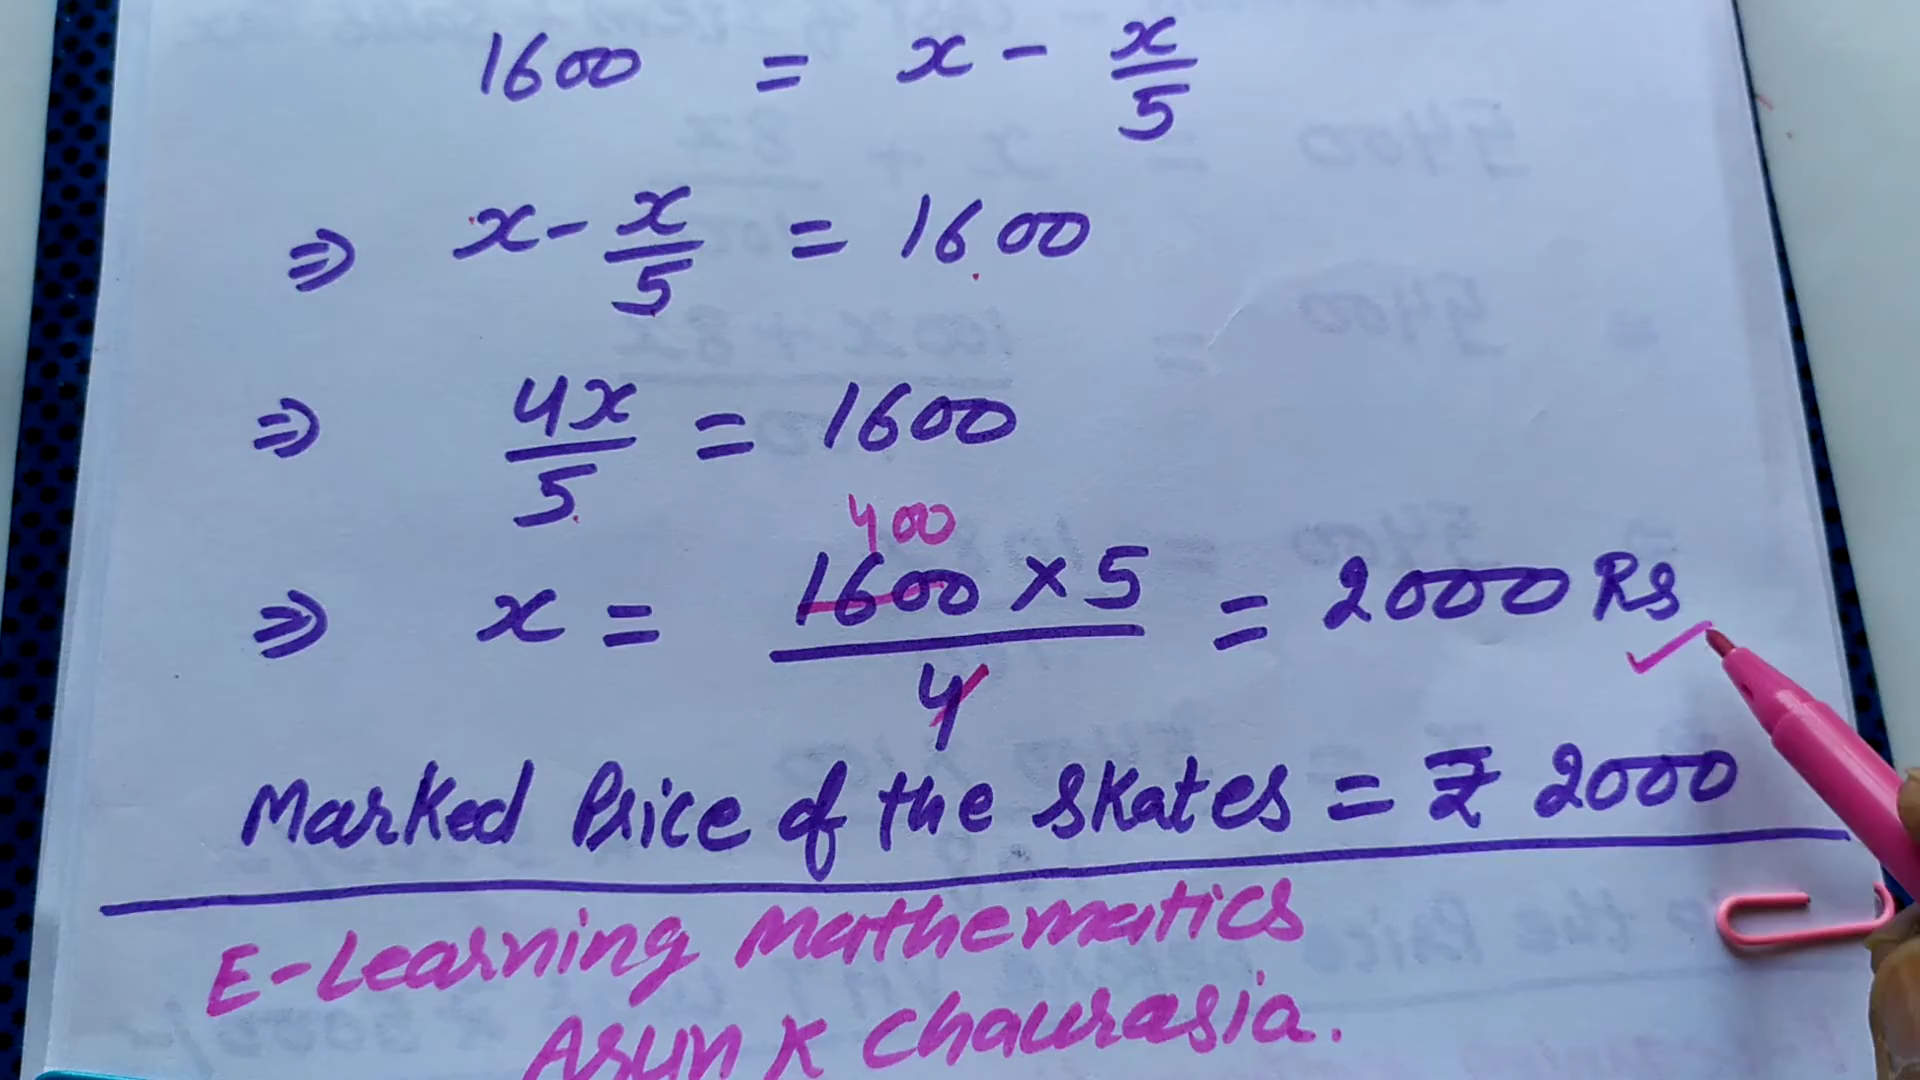 1600 = x - x/5
⇒ x - x/5 = 1600
⇒ 4x/5 = 1600
400
⇒ x = 1600 × 5 / 4 = 2000 Rs
Marked Price of the skates = ₹ 2000
E-Learning Mathematics
Arun K Chaurasia.